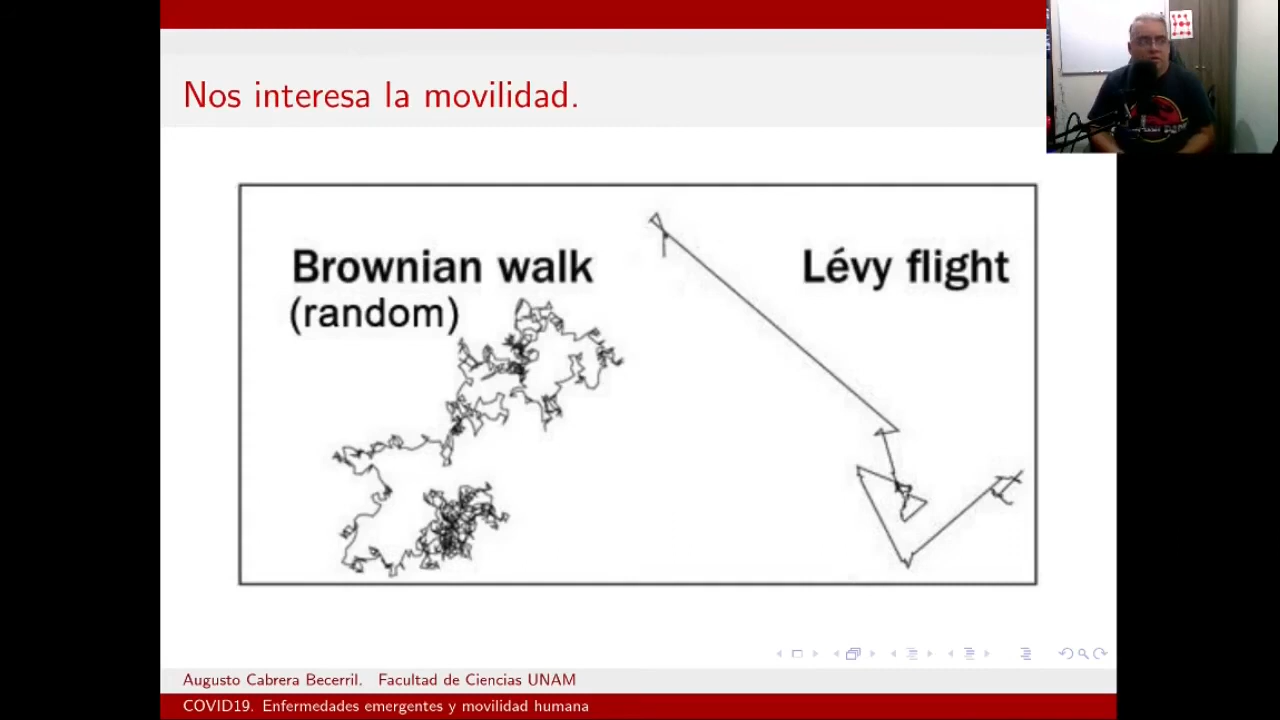 Nos interesa la movilidad.
Brownian walk
(random)
Lévy flight
Augusto Cabrera Becerril. Facultad de Ciencias UNAM
COVID19. Enfermedades emergentes y movilidad humana